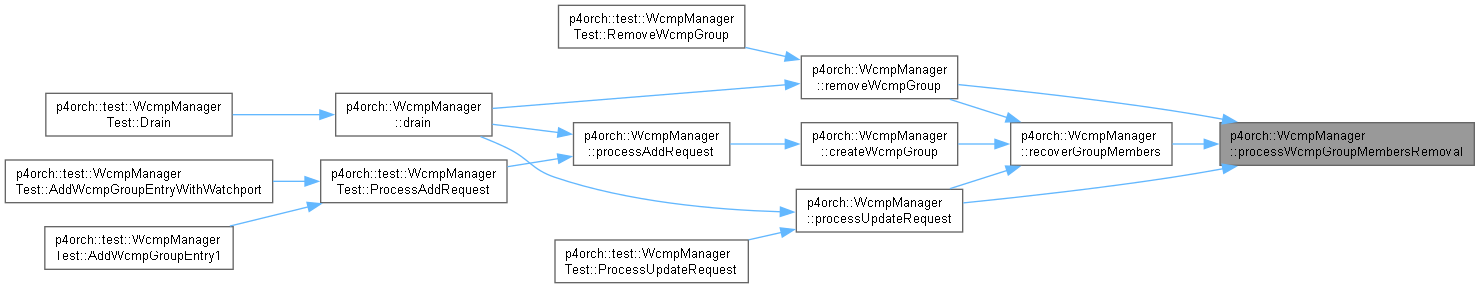 p4orch::test::WcmpManager
Test::RemoveWcmpGroup
p4orch::WcmpManager
::removeWcmpGroup
p4orch::test::WcmpManager
Test::Drain
p4orch::WcmpManager
::drain
p4orch::WcmpManager
::processAddRequest
p4orch::WcmpManager
::createWcmpGroup
p4orch::WcmpManager
::recoverGroupMembers
p4orch::WcmpManager
::processWcmpGroupMembersRemoval
p4orch::test::WcmpManager
Test::AddWcmpGroupEntryWithWatchport
p4orch::test::WcmpManager
Test::ProcessAddRequest
p4orch::WcmpManager
::processUpdateRequest
p4orch::test::WcmpManager
Test::AddWcmpGroupEntry1
p4orch::test::WcmpManager
Test::ProcessUpdateRequest